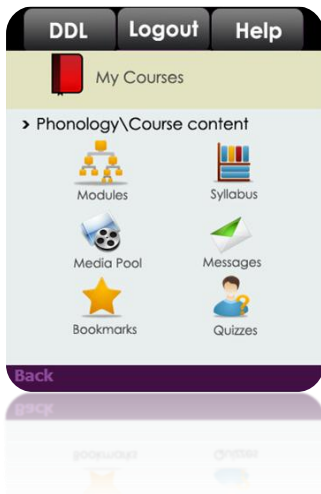 DDL Logout Help
My Courses
› Phonology\Course content
Modules Syllabus
Media Pool Messages
Bookmarks Quizzes
Back